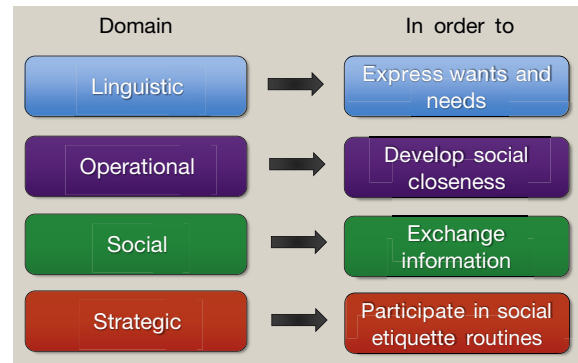 Domain In order to
Linguistic Express wants and
needs
Operational Develop social
closeness
Social Exchange
information
Strategic Participate in social
etiquette routines